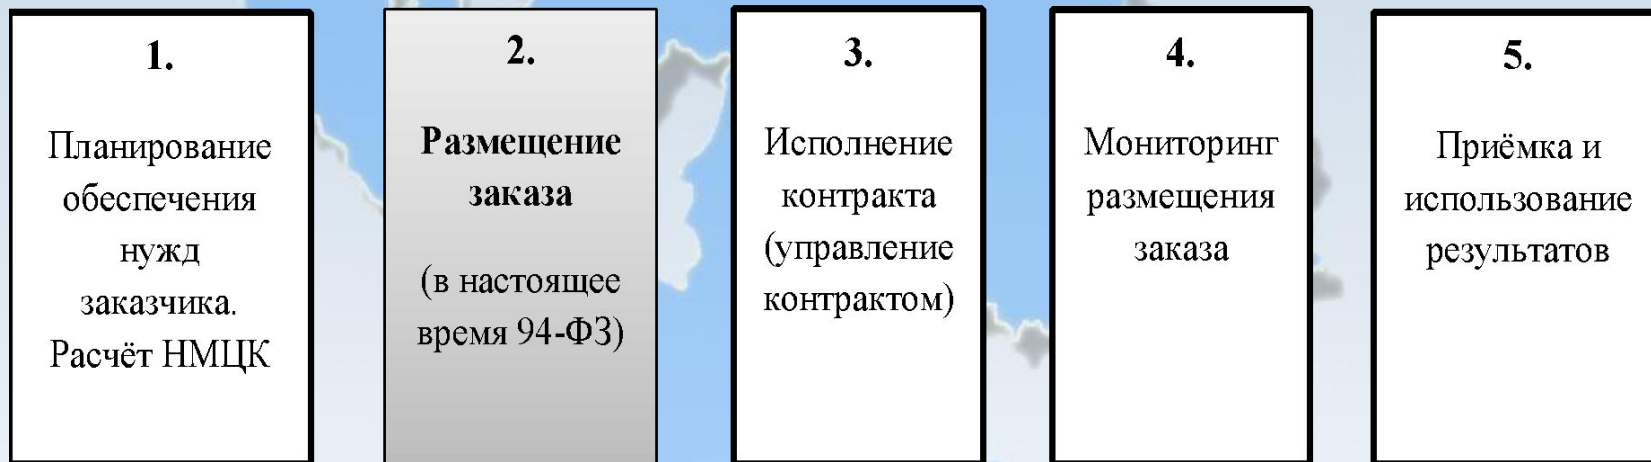 1.
Планирование
обеспечения
нужд
заказчика.
Расчёт НМЦК
2.
Размещение
заказа
(в настоящее
время 94-ФЗ)
3.
Исполнение
контракта
(управление
контрактом)
4.
Мониторинг
размещения
заказа
5.
Приёмка и
использование
результатов